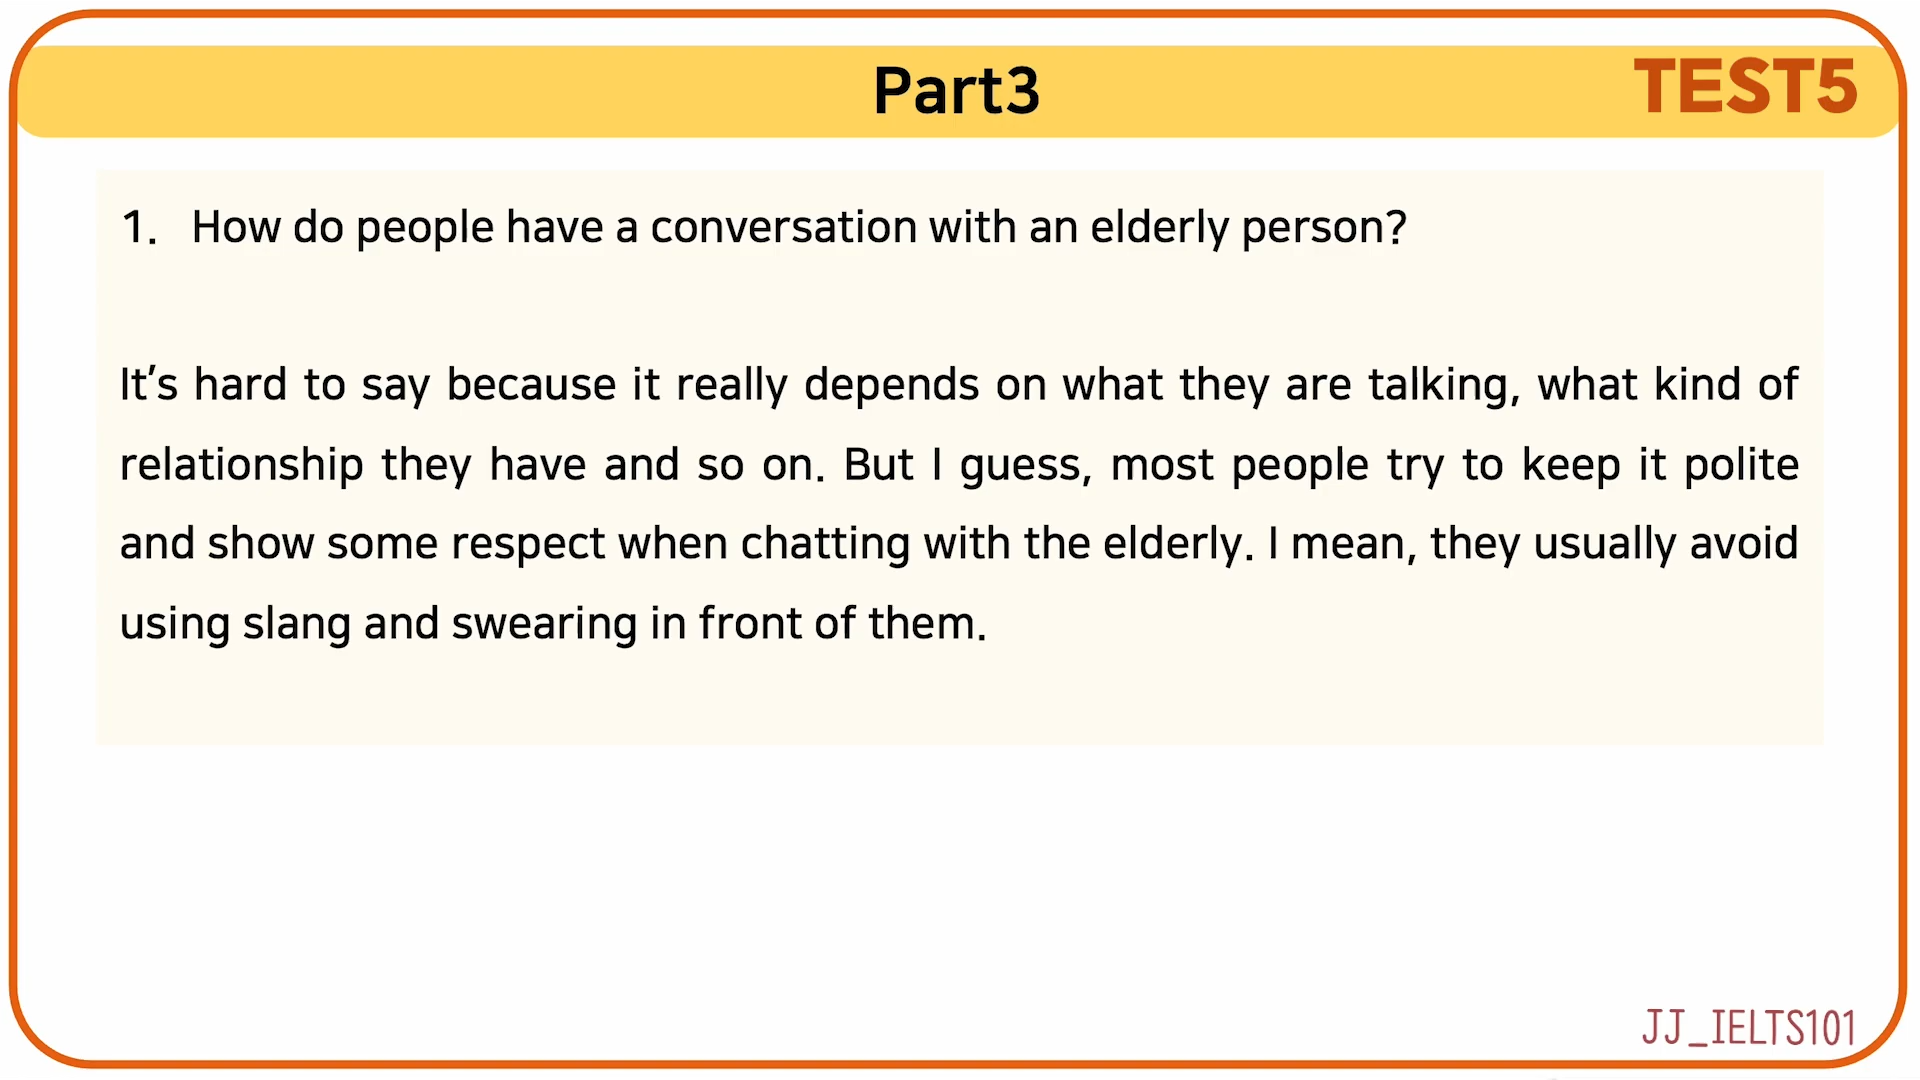 Part3
TEST5
1. How do people have a conversation with an elderly person?
It's hard to say because it really depends on what they are talking, what kind of
relationship they have and so on. But I guess, most people try to keep it polite
and show some respect when chatting with the elderly. I mean, they usually avoid
using slang and swearing in front of them.
JJ_IELTS101